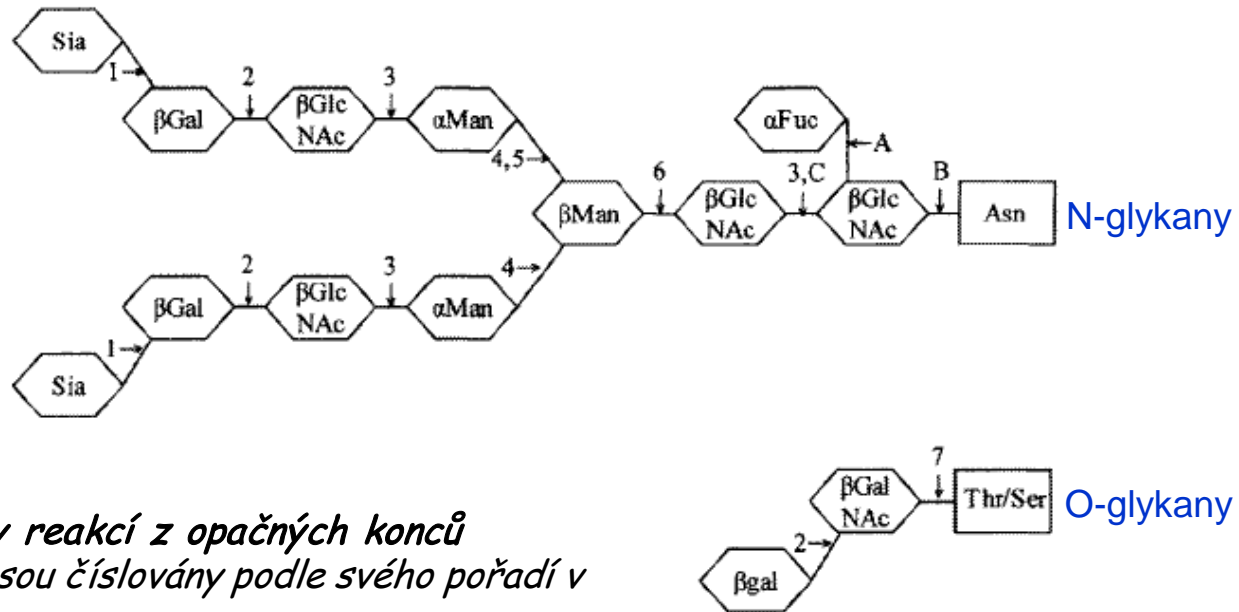 Sia
1
βGal
2
βGlc
NAc
3
αMan
4,5
αFuc
A
βMan
6
βGlc
NAc
3,C
βGlc
NAc
B
Asn
N-glykany
4
βGal
2
βGlc
NAc
3
αMan
1
Sia
7
βGal
NAc
Thr/Ser
O-glykany
2
βgal
reakcí z opačných konců
sou číslovány podle svého pořadí v